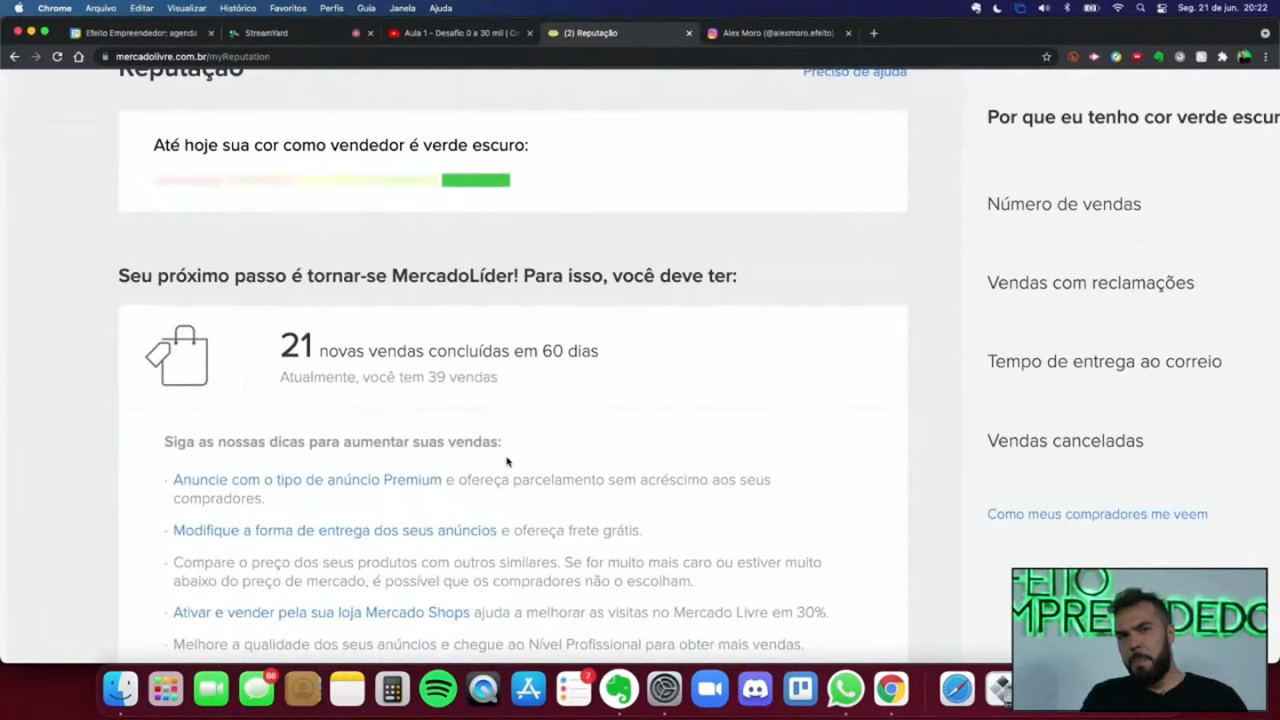 Chrome Arquivo Editar Visualizar Histórico Favoritos Perfis Guia Janela Ajuda Seg. 21 de jun. 20:22
Efeito Empreendedor: agenda StreamYard Aula 1 - Desafio 0 a 30 mil | C (2) Reputação Alex Moro (@alexmoro.efeito)
mercadolivre.com.br/myReputation
Reputação
Preciso de ajuda
Até hoje sua cor como vendedor é verde escuro:
Seu próximo passo é tornar-se MercadoLíder! Para isso, você deve ter:
21 novas vendas concluídas em 60 dias
Atualmente, você tem 39 vendas
Siga as nossas dicas para aumentar suas vendas:
· Anuncie com o tipo de anúncio Premium e ofereça parcelamento sem acréscimo aos seus
compradores.
· Modifique a forma de entrega dos seus anúncios e ofereça frete grátis.
· Compare o preço dos seus produtos com outros similares. Se for muito mais caro ou estiver muito
abaixo do preço de mercado, é possível que os compradores não o escolham.
· Ativar e vender pela sua loja Mercado Shops ajuda a melhorar as visitas no Mercado Livre em 30%.
· Melhore a qualidade dos seus anúncios e chegue ao Nível Profissional para obter mais vendas.
Por que eu tenho cor verde escur
Número de vendas
Vendas com reclamações
Tempo de entrega ao correio
Vendas canceladas
Como meus compradores me veem
FEITO
MPREENDEDO
88
7